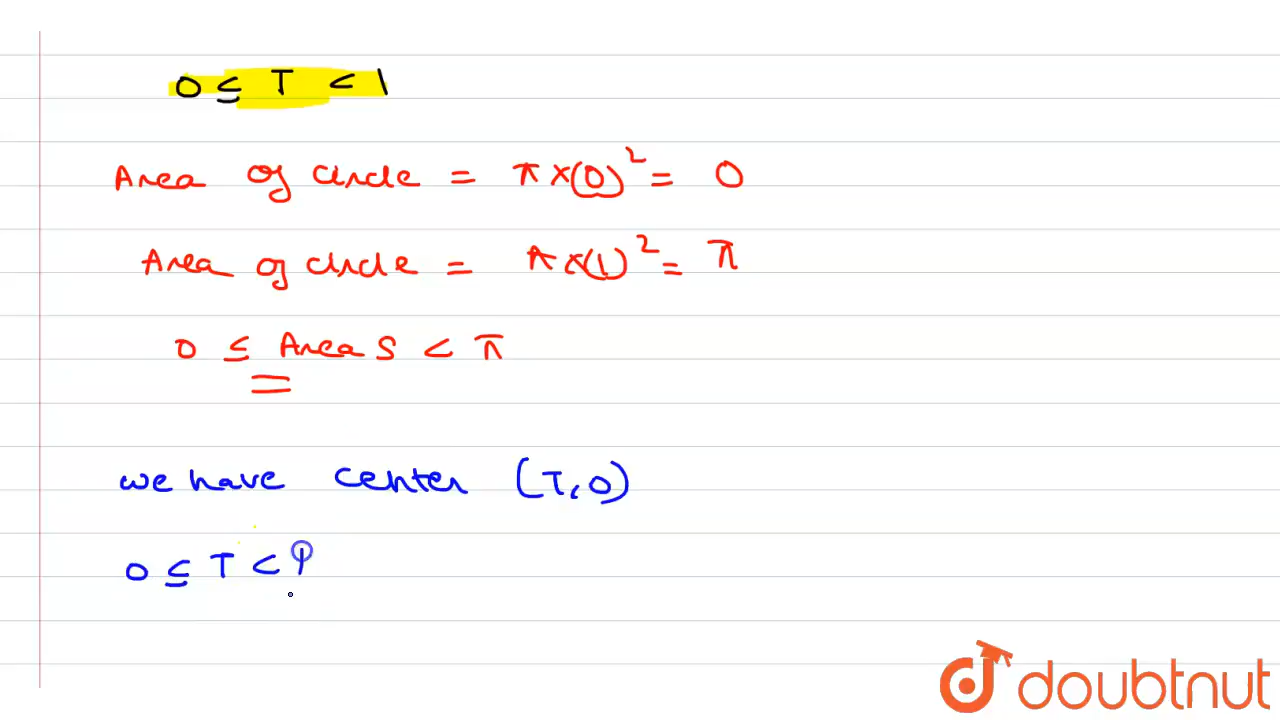 0 ≤ T < 1
Area of circle = π×(0)² = 0
Area of circle = π×(1)² = π
0 ≤ Area S < π
we have center (T,0)
0 ≤ T < 1
doubtnut